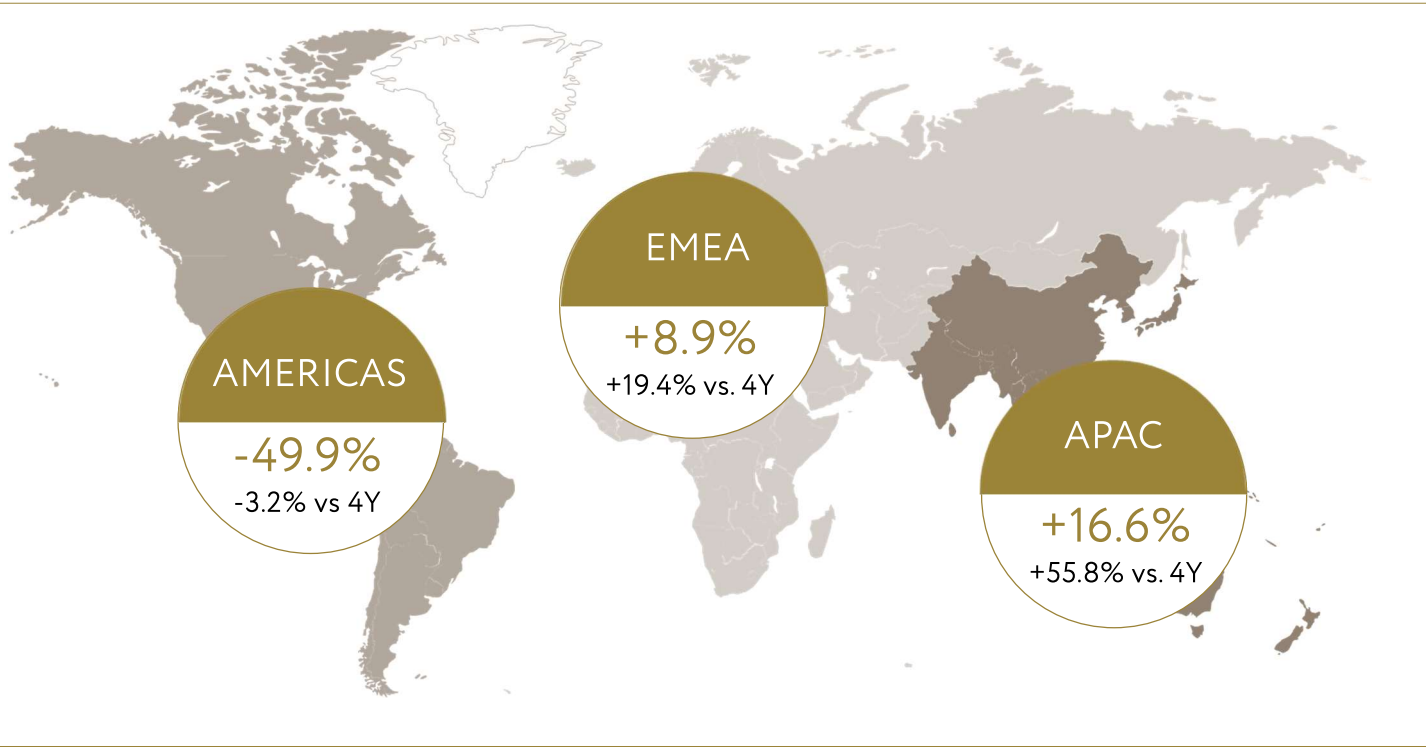 AMERICAS
-49.9%
-3.2% vs 4Y
EMEA
+8.9%
+19.4% vs. 4Y
APAC
+16.6%
+55.8% vs. 4Y